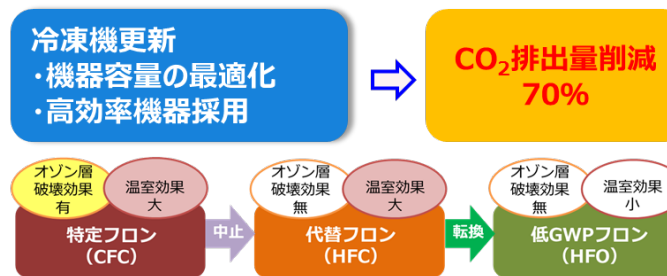 冷凍機更新
・機器容量の最適化
・高効率機器採用
CO₂排出量削減
70%
オゾン層
破壊効果
有
温室効果
大
特定フロン
（CFC）
中止
オゾン層
破壊効果
無
温室効果
大
代替フロン
（HFC）
転換
オゾン層
破壊効果
無
温室効果
小
低GWPフロン
（HFO）